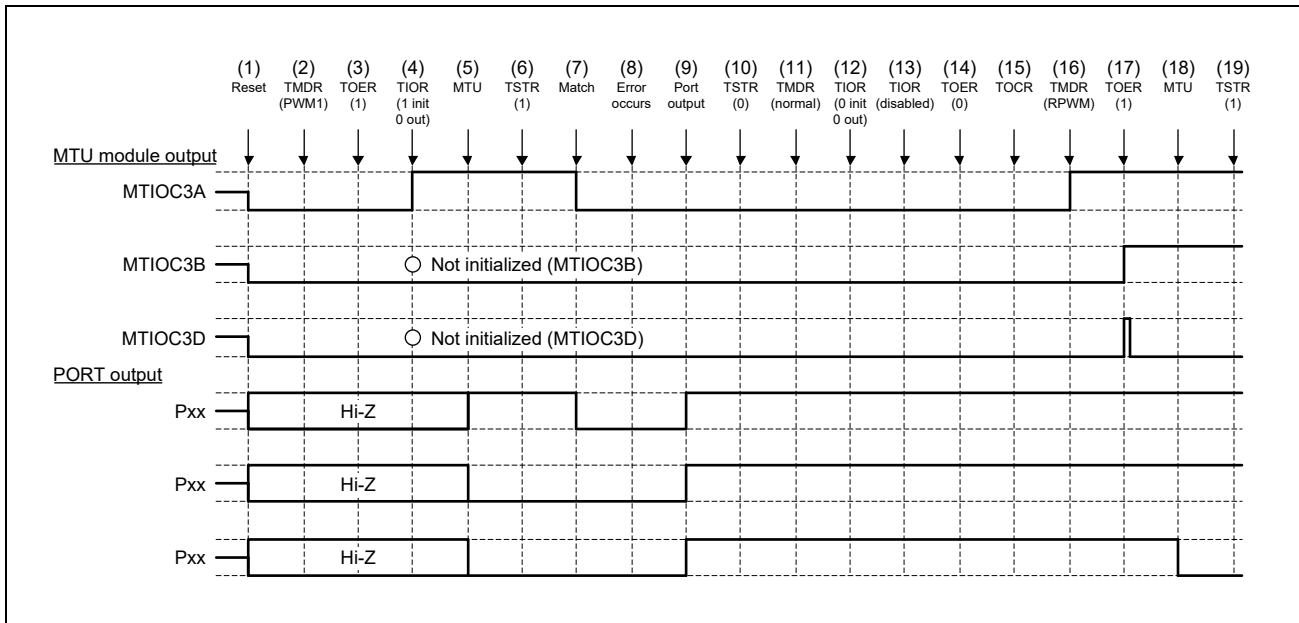 (1) (2) (3) (4) (5) (6) (7) (8) (9) (10) (11) (12) (13) (14) (15) (16) (17) (18) (19)
Reset TMDR TOER TIOR MTU TSTR Match Error Port TSTR TMDR TIOR TIOR TOER TOCR TMDR TOER MTU TSTR
(PWM1) (1) (1 init (1) occurs output (0) (normal) (0 init (disabled) (0) (RPWM) (1) (1)
0 out) 0 out)
MTU module output
MTIOC3A
MTIOC3B Not initialized (MTIOC3B)
MTIOC3D Not initialized (MTIOC3D)
PORT output
Pxx Hi-Z
Pxx Hi-Z
Pxx Hi-Z